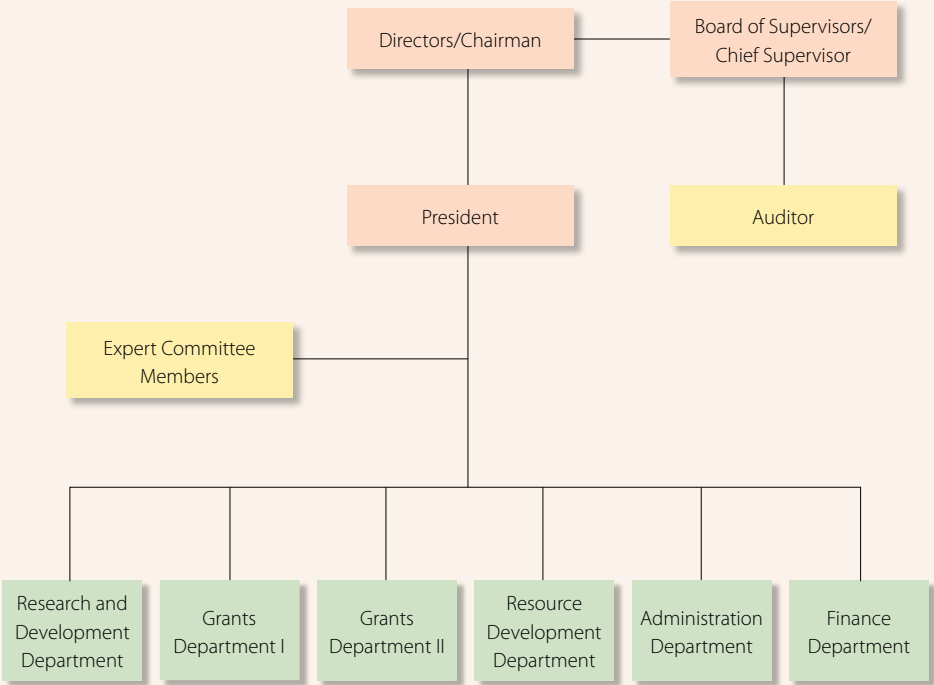 Directors/Chairman
Board of Supervisors/
Chief Supervisor
President
Auditor
Expert Committee
Members
Research and
Development
Department
Grants
Department I
Grants
Department II
Resource
Development
Department
Administration
Department
Finance
Department